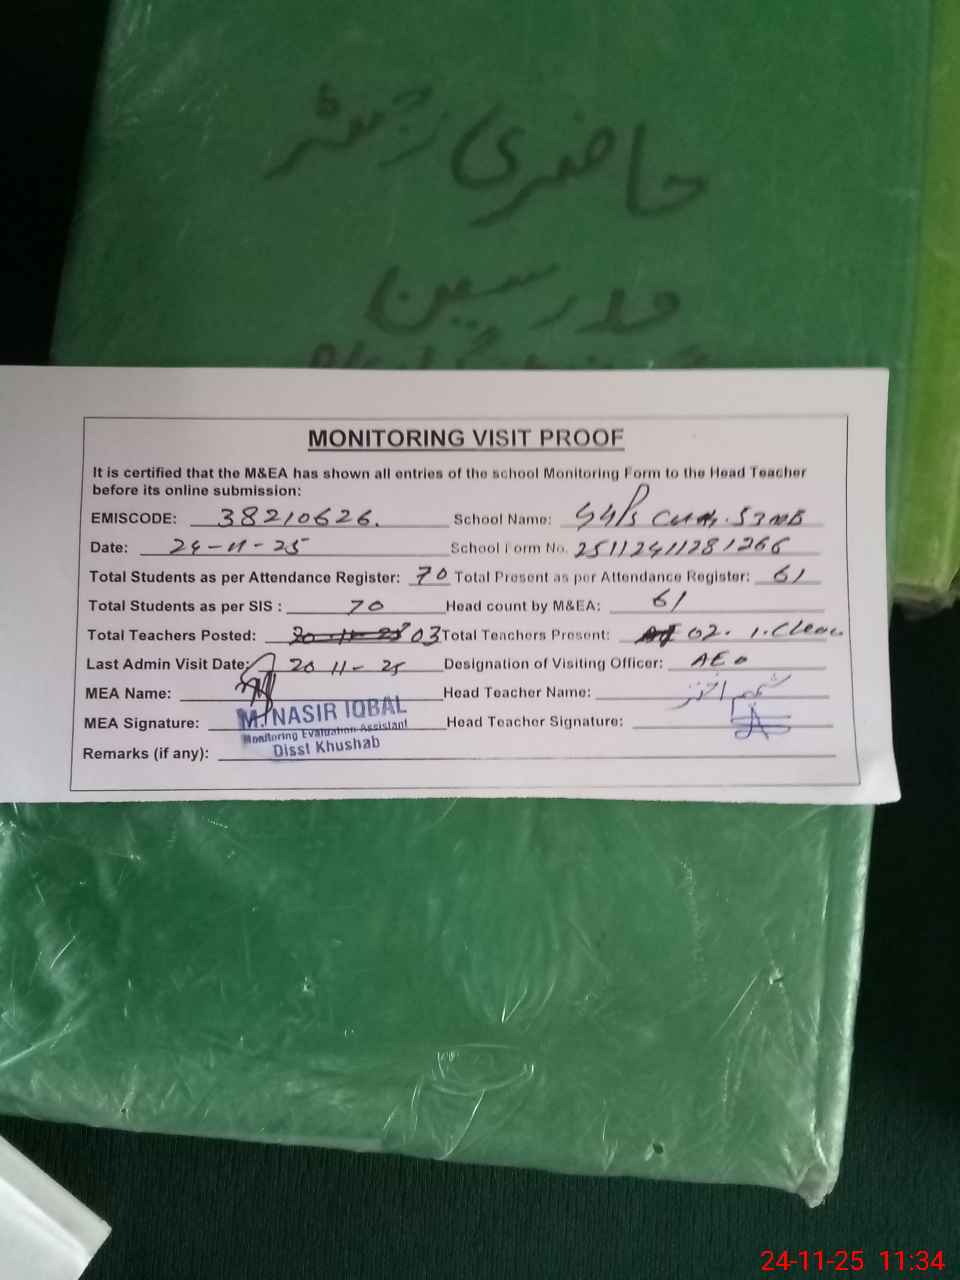 حاضری رجسٹر
مدرسین
MONITORING VISIT PROOF
It is certified that the M&EA has shown all entries of the school Monitoring Form to the Head Teacher
before its online submission:
EMISCODE: 38210626. School Name: 53 MB
Date: 24-11-25 School Form No. 25112411281266
Total Students as per Attendance Register: 70 Total Present as per Attendance Register: 61
Total Students as per SIS : 70 Head count by M&EA: 61
Total Teachers Posted: 03 Total Teachers Present: 02.
Last Admin Visit Date: 20 11-25 Designation of Visiting Officer: AEO
MEA Name: Head Teacher Name:
MEA Signature: Head Teacher Signature:
M. NASIR IQBAL
Monitoring Evaluation Assistant
Disst Khushab
Remarks (if any):
24-11-25 11:34